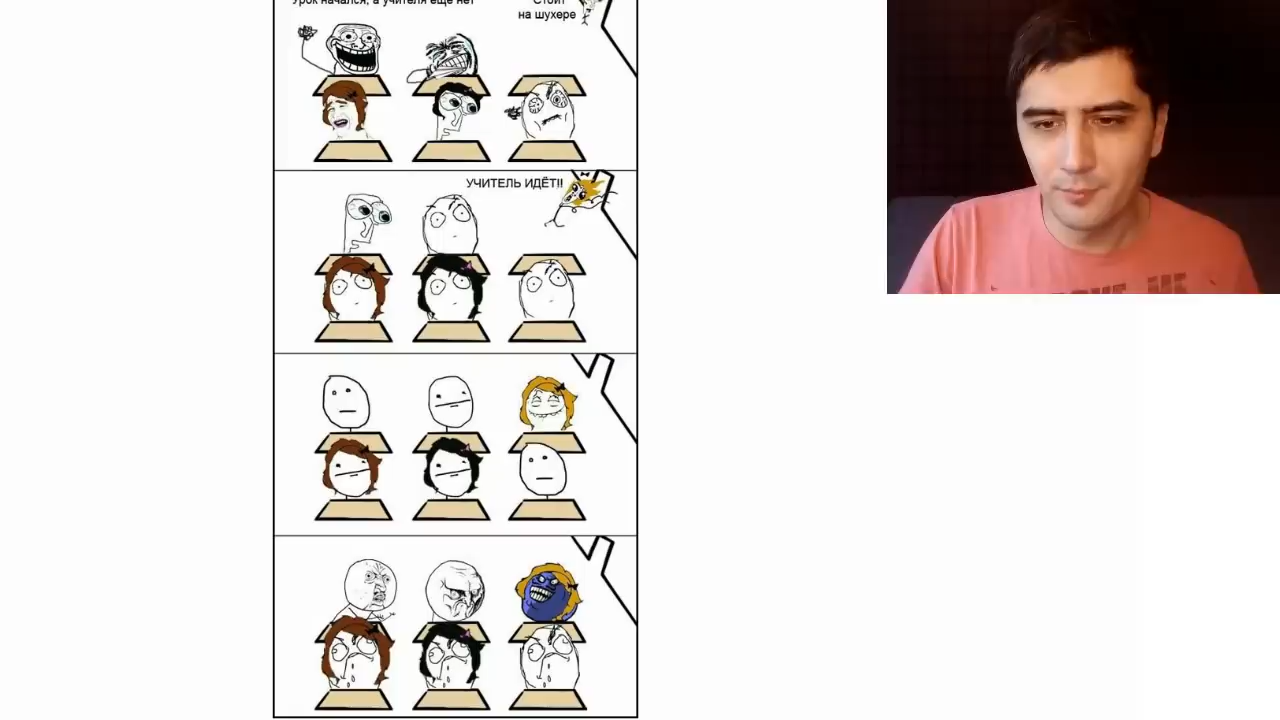 Урок начался, а учителя ещё нет
Стоит
на шухере
УЧИТЕЛЬ ИДЁТ!!